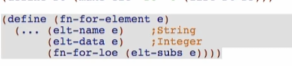 (define (fn-for-element e)
(... (elt-name e) ;String
(elt-data e) ;Integer
(fn-for-loe (elt-subs e))))